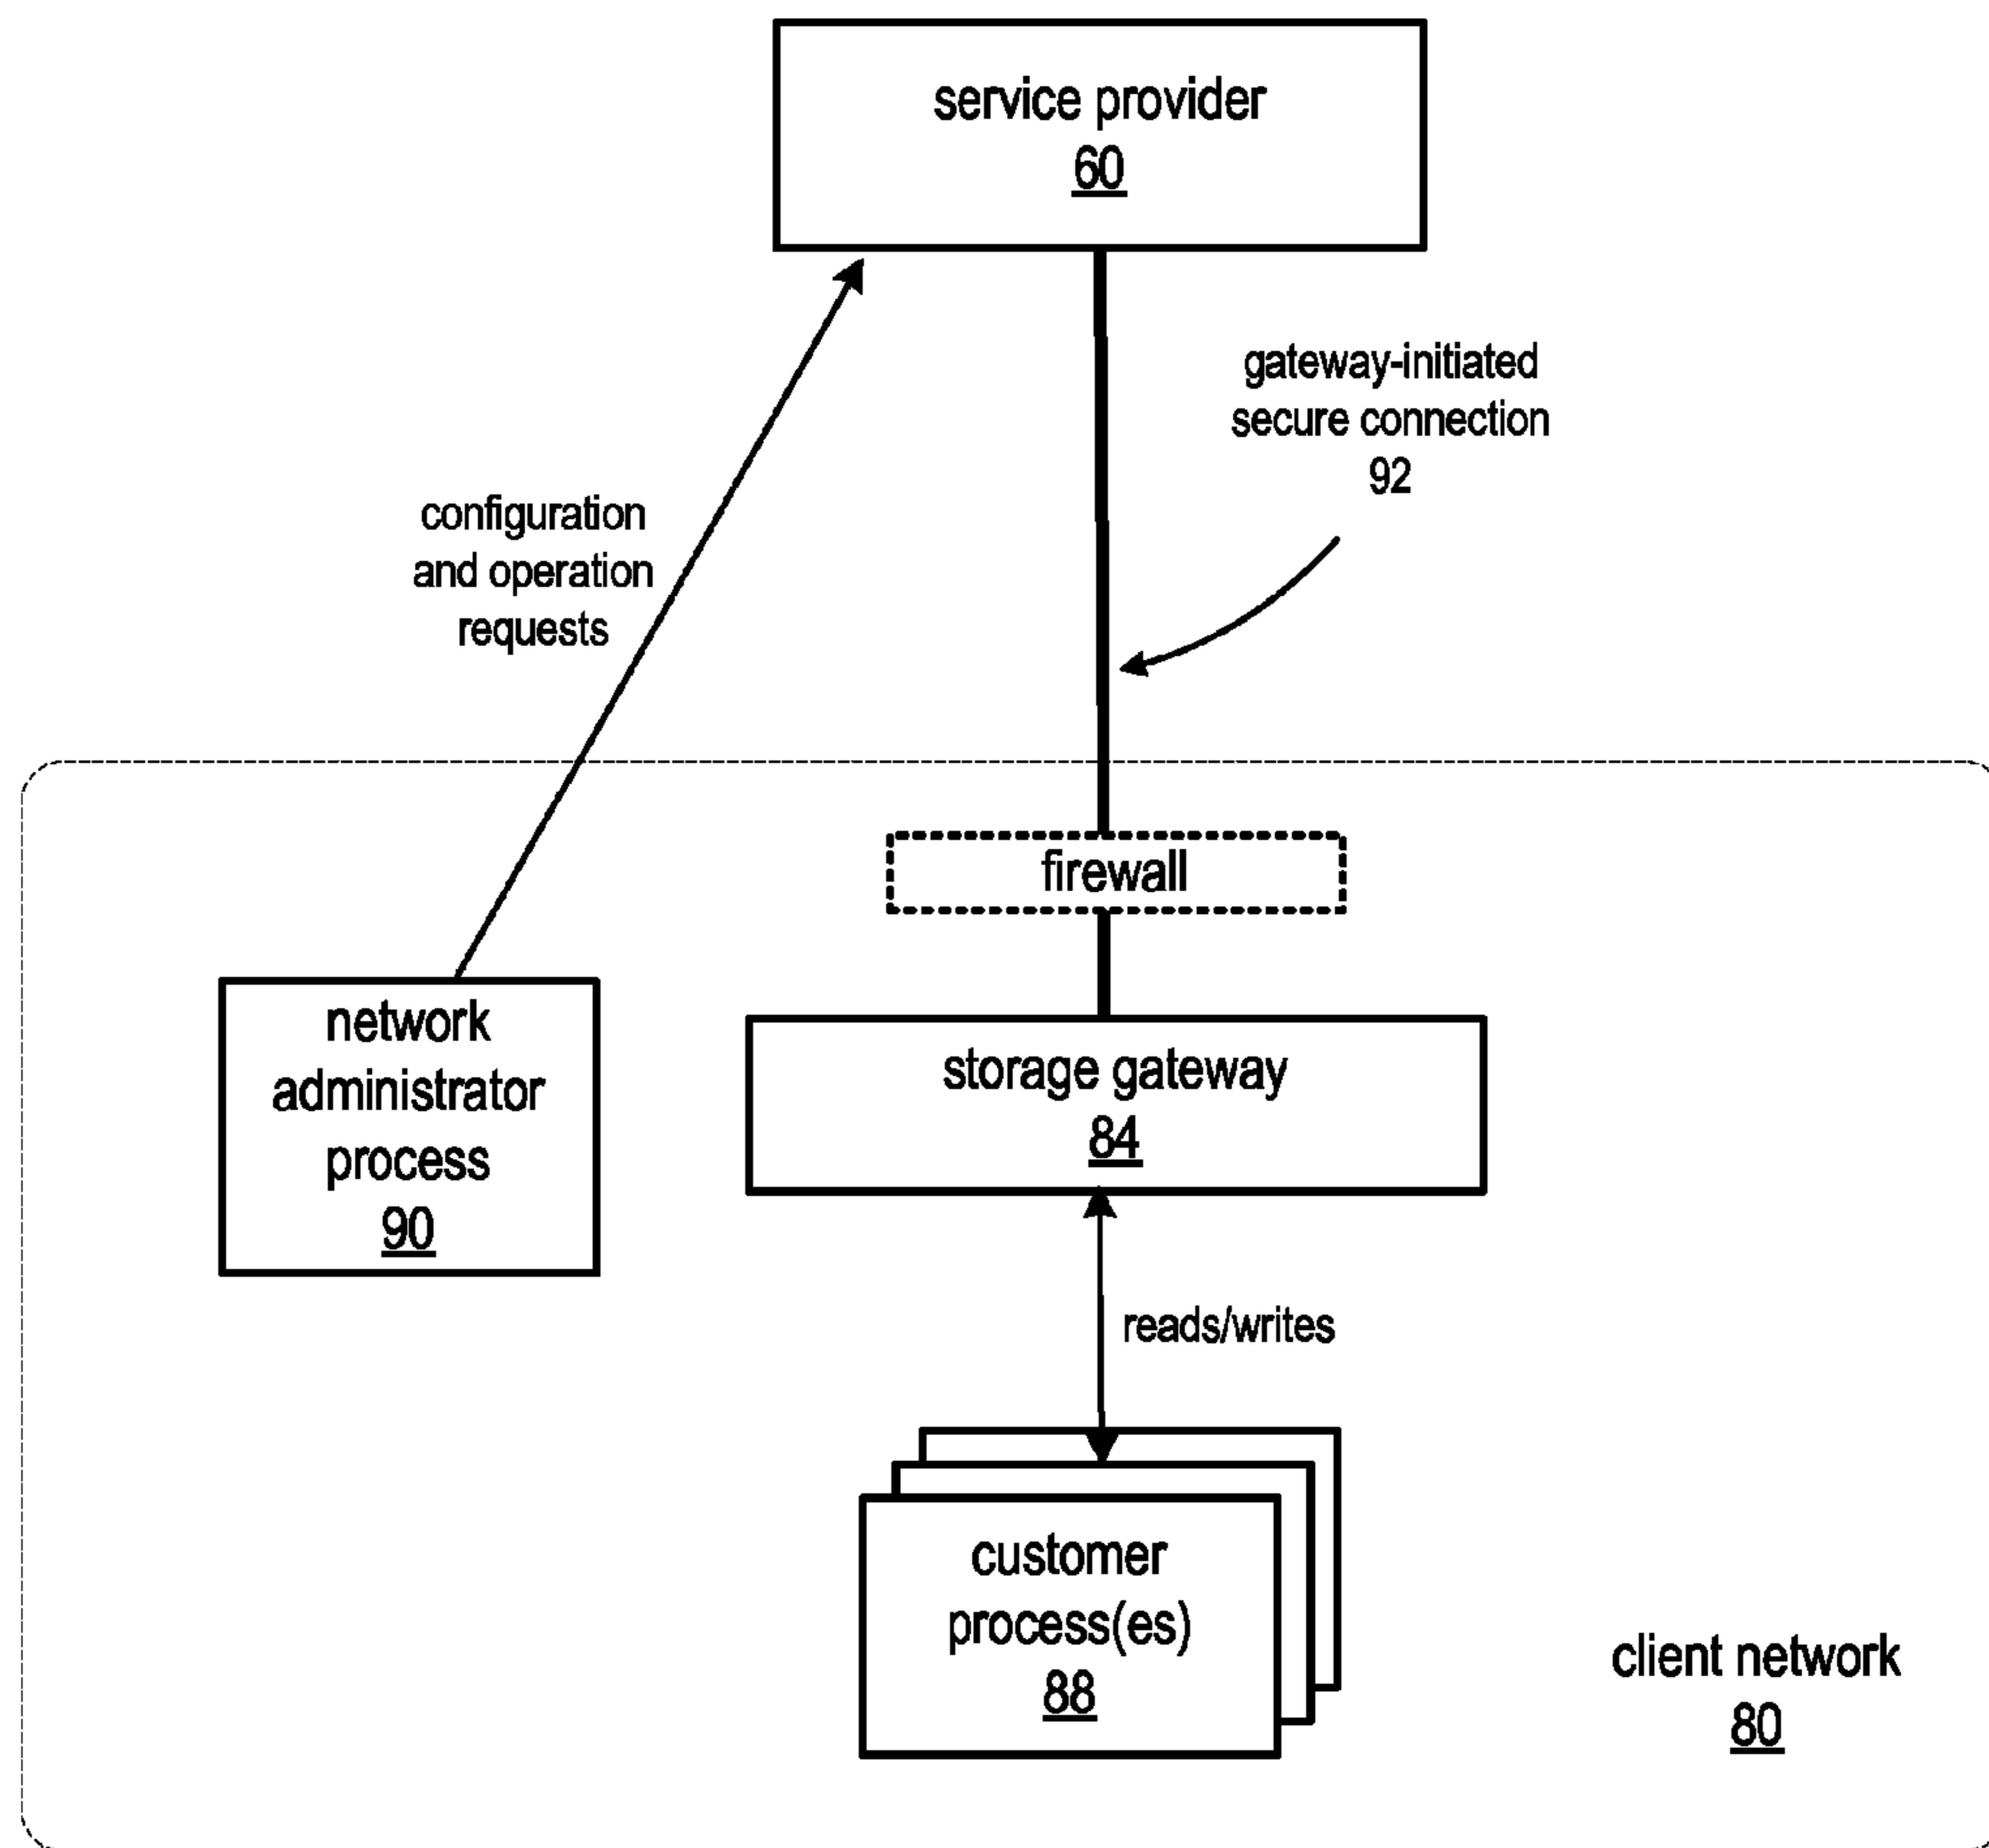 service provider
60
gateway-initiated
secure connection
92
configuration
and operation
requests
firewall
network
administrator
process
90
storage gateway
84
reads/writes
customer
process(es)
88
client network
80